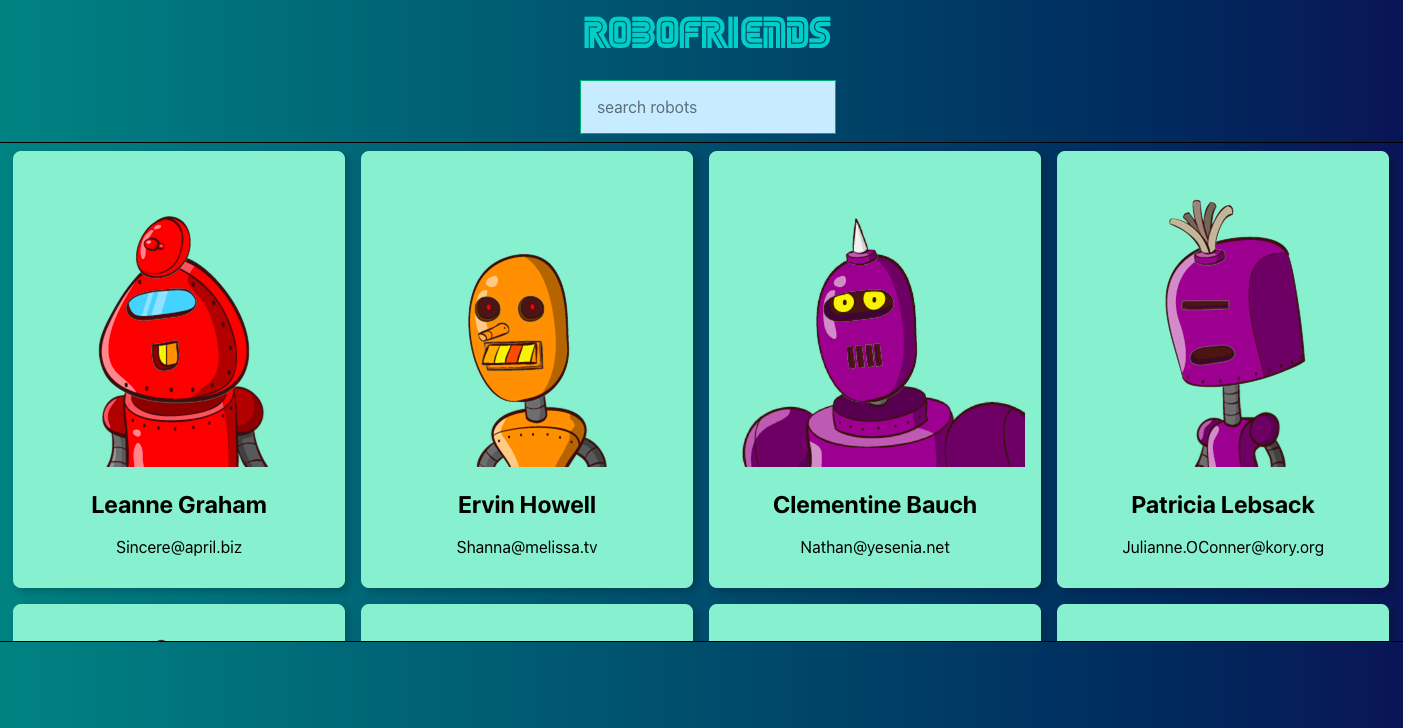 ROBOFRIENDS
search robots
Leanne Graham
Sincere@april.biz
Ervin Howell
Shanna@melissa.tv
Clementine Bauch
Nathan@yesenia.net
Patricia Lebsack
Julianne.OConner@kory.org